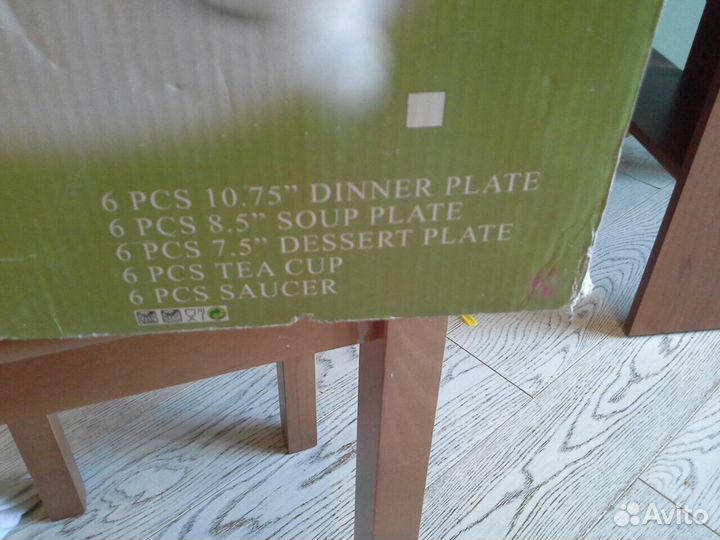 6 PCS 10.75” DINNER PLATE
6 PCS 8.5” SOUP PLATE
6 PCS 7.5” DESSERT PLATE
6 PCS TEA CUP
6 PCS SAUCER
Avito